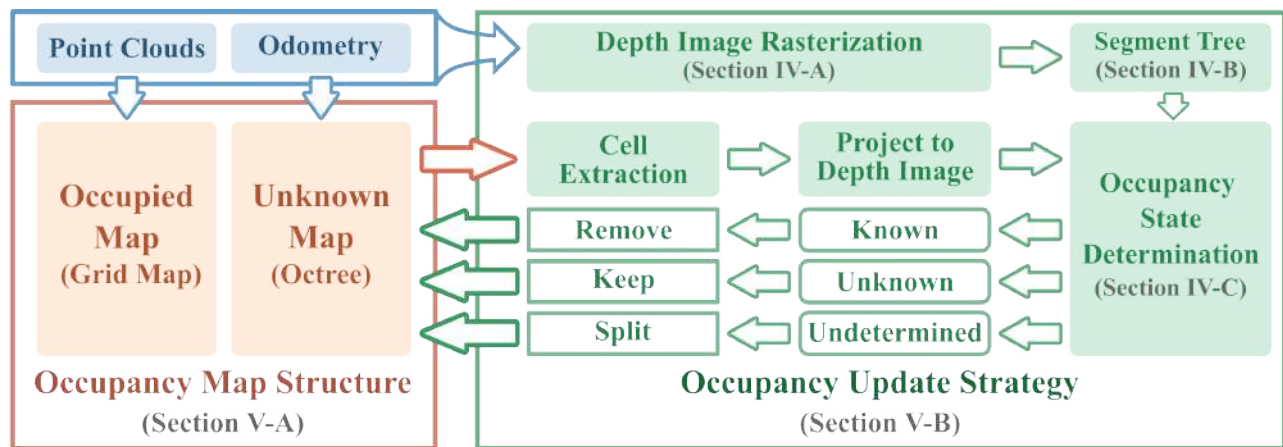 Point Clouds
Odometry
Depth Image Rasterization
(Section IV-A)
Segment Tree
(Section IV-B)
Occupied
Map
(Grid Map)
Unknown
Map
(Octree)
Cell
Extraction
Project to
Depth Image
Occupancy
State
Determination
(Section IV-C)
Remove
Known
Keep
Unknown
Split
Undetermined
Occupancy Map Structure
(Section V-A)
Occupancy Update Strategy
(Section V-B)